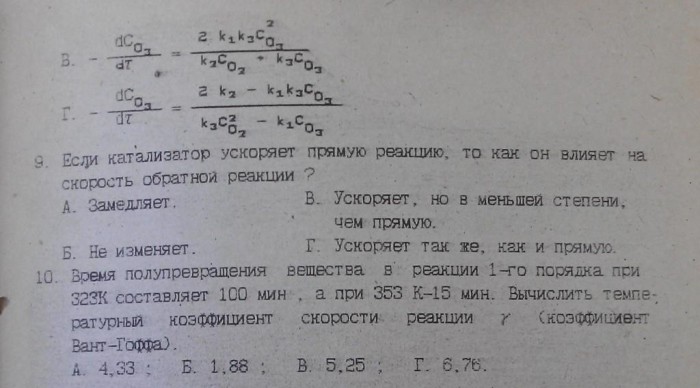 В. - dC_O₃/dτ = 2 k₁k₃C²_O₃ / k₂C_O₂ + k₃C_O₃
Г. - dC_O₃/dτ = 2 k₂ - k₁k₃C_O₃ / k₃C²_O₂ - k₁C_O₃
9. Если катализатор ускоряет прямую реакцию, то как он влияет на
скорость обратной реакции ?
А. Замедляет. В. Ускоряет, но в меньшей степени,
чем прямую.
Б. Не изменяет. Г. Ускоряет так же, как и прямую.
10. Время полупревращения вещества в реакции 1-го порядка при
323К составляет 100 мин , а при 353 К-15 мин. Вычислить темпе-
ратурный коэффициент скорости реакции γ (коэффициент
Вант-Гоффа).
А. 4,33 ; Б. 1,88 ; В. 5,25 ; Г. 6,76.